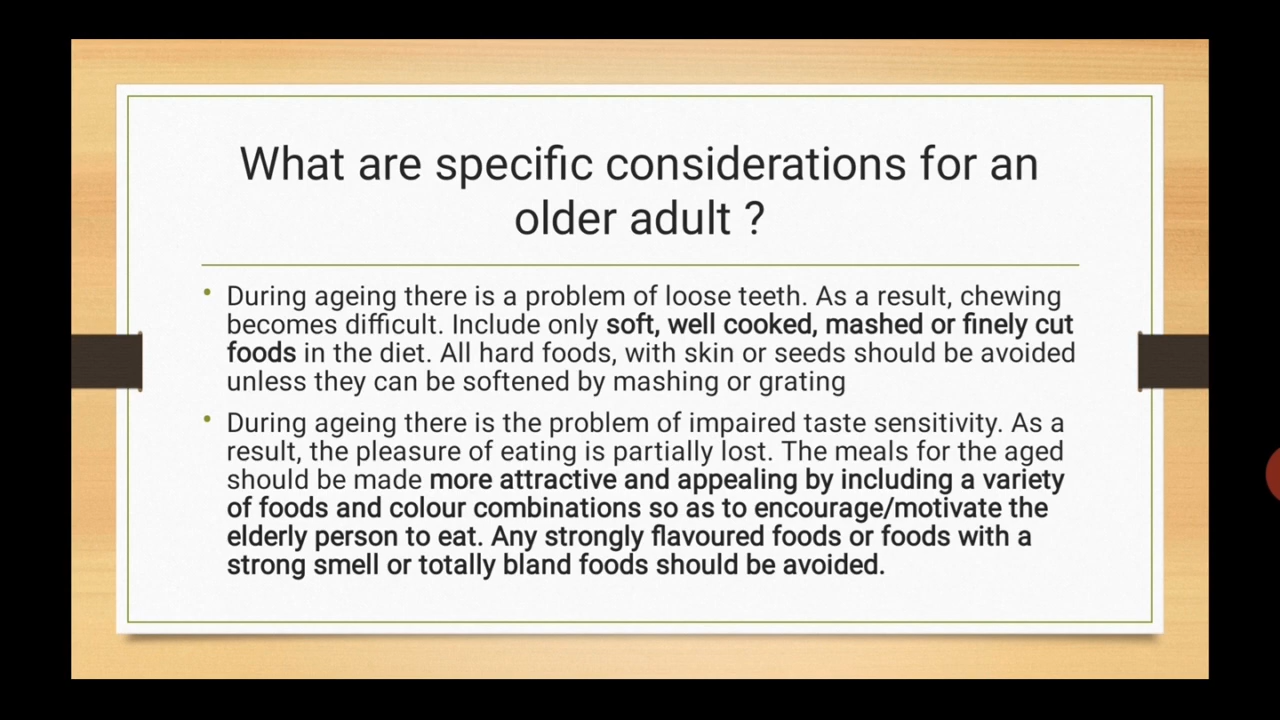 What are specific considerations for an
older adult ?
• During ageing there is a problem of loose teeth. As a result, chewing
becomes difficult. Include only soft, well cooked, mashed or finely cut
foods in the diet. All hard foods, with skin or seeds should be avoided
unless they can be softened by mashing or grating
• During ageing there is the problem of impaired taste sensitivity. As a
result, the pleasure of eating is partially lost. The meals for the aged
should be made more attractive and appealing by including a variety
of foods and colour combinations so as to encourage/motivate the
elderly person to eat. Any strongly flavoured foods or foods with a
strong smell or totally bland foods should be avoided.